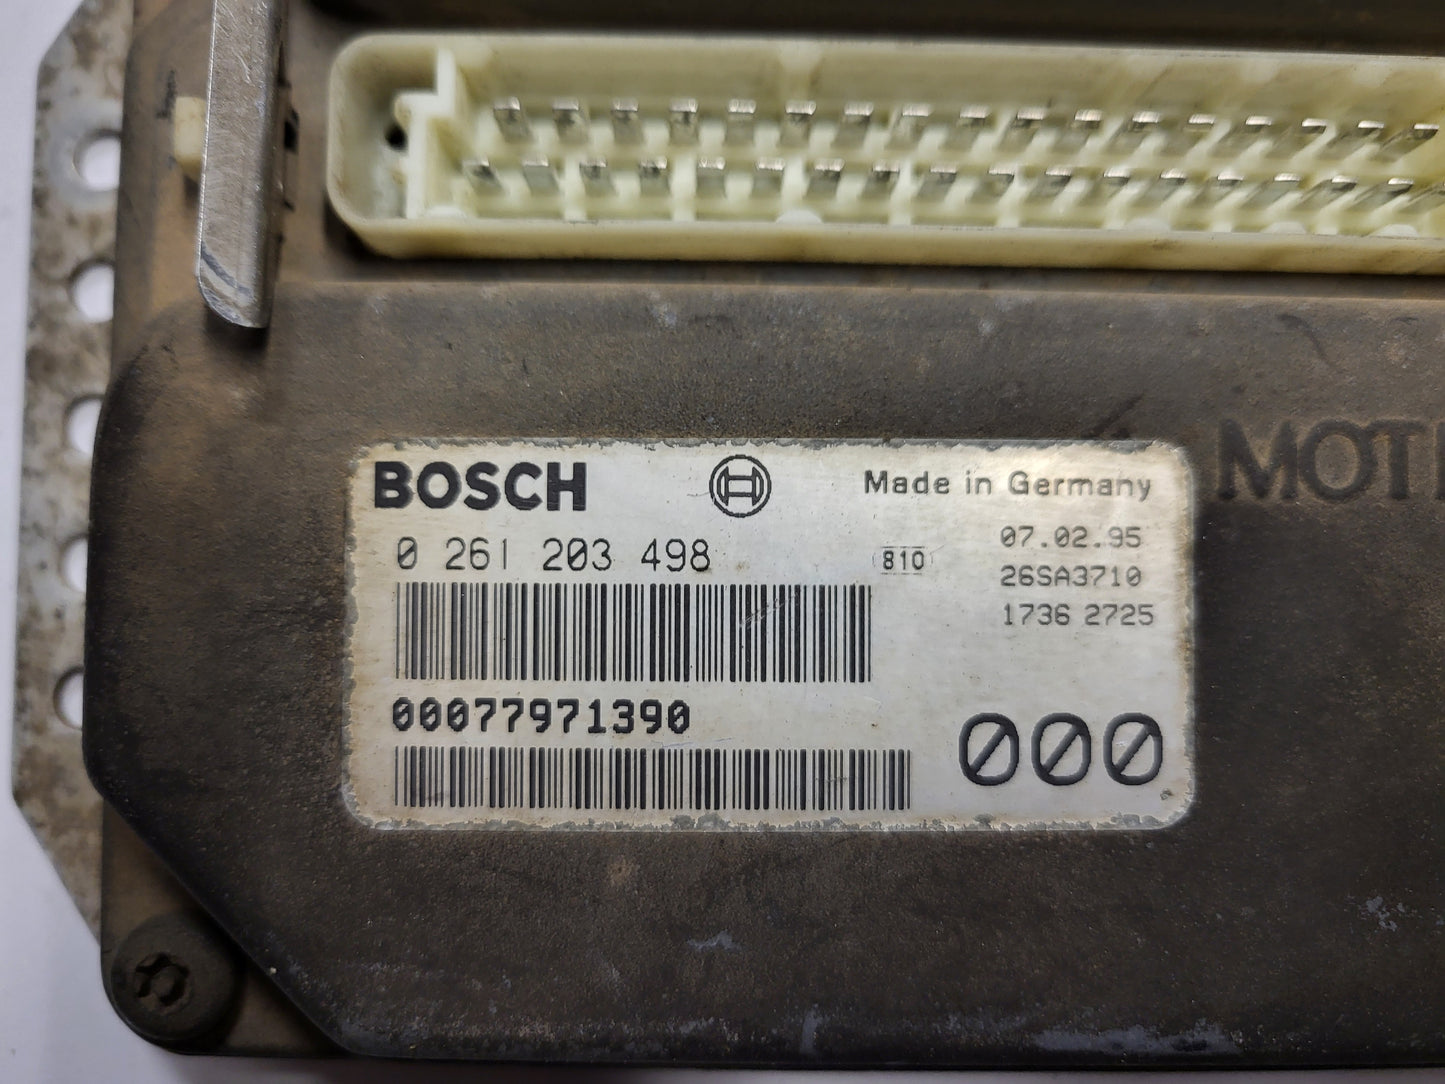 BOSCH
Made in Germany
0 261 203 498
810
07.02.95
26SA3710
1736 2725
00077971390
000
MOT